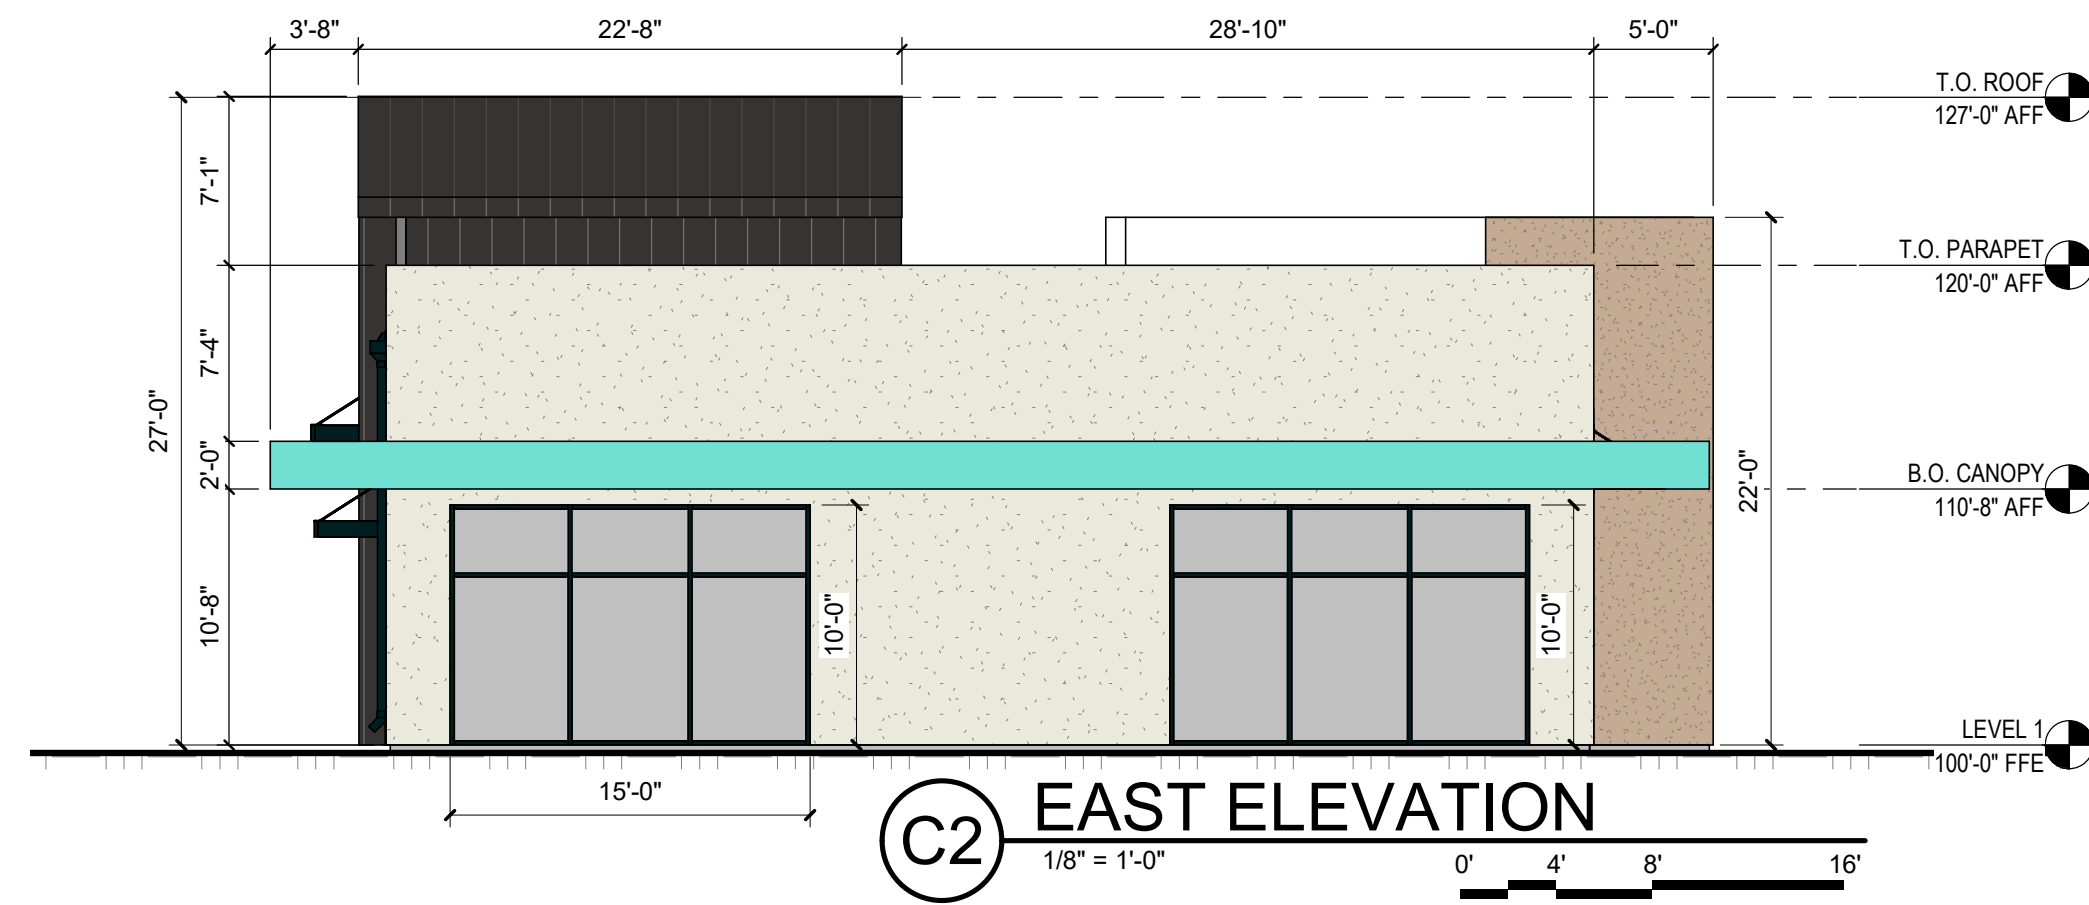 3'-8"
22'-8"
28'-10"
5'-0"
T.O. ROOF
127'-0" AFF
7'-1"
T.O. PARAPET
120'-0" AFF
7'-4"
27'-0"
2'-0"
22'-0"
B.O. CANOPY
110'-8" AFF
10'-8"
10'-0"
10'-0"
LEVEL 1
100'-0" FFE
15'-0"
C2
EAST ELEVATION
1/8" = 1'-0"
0' 4' 8' 16'